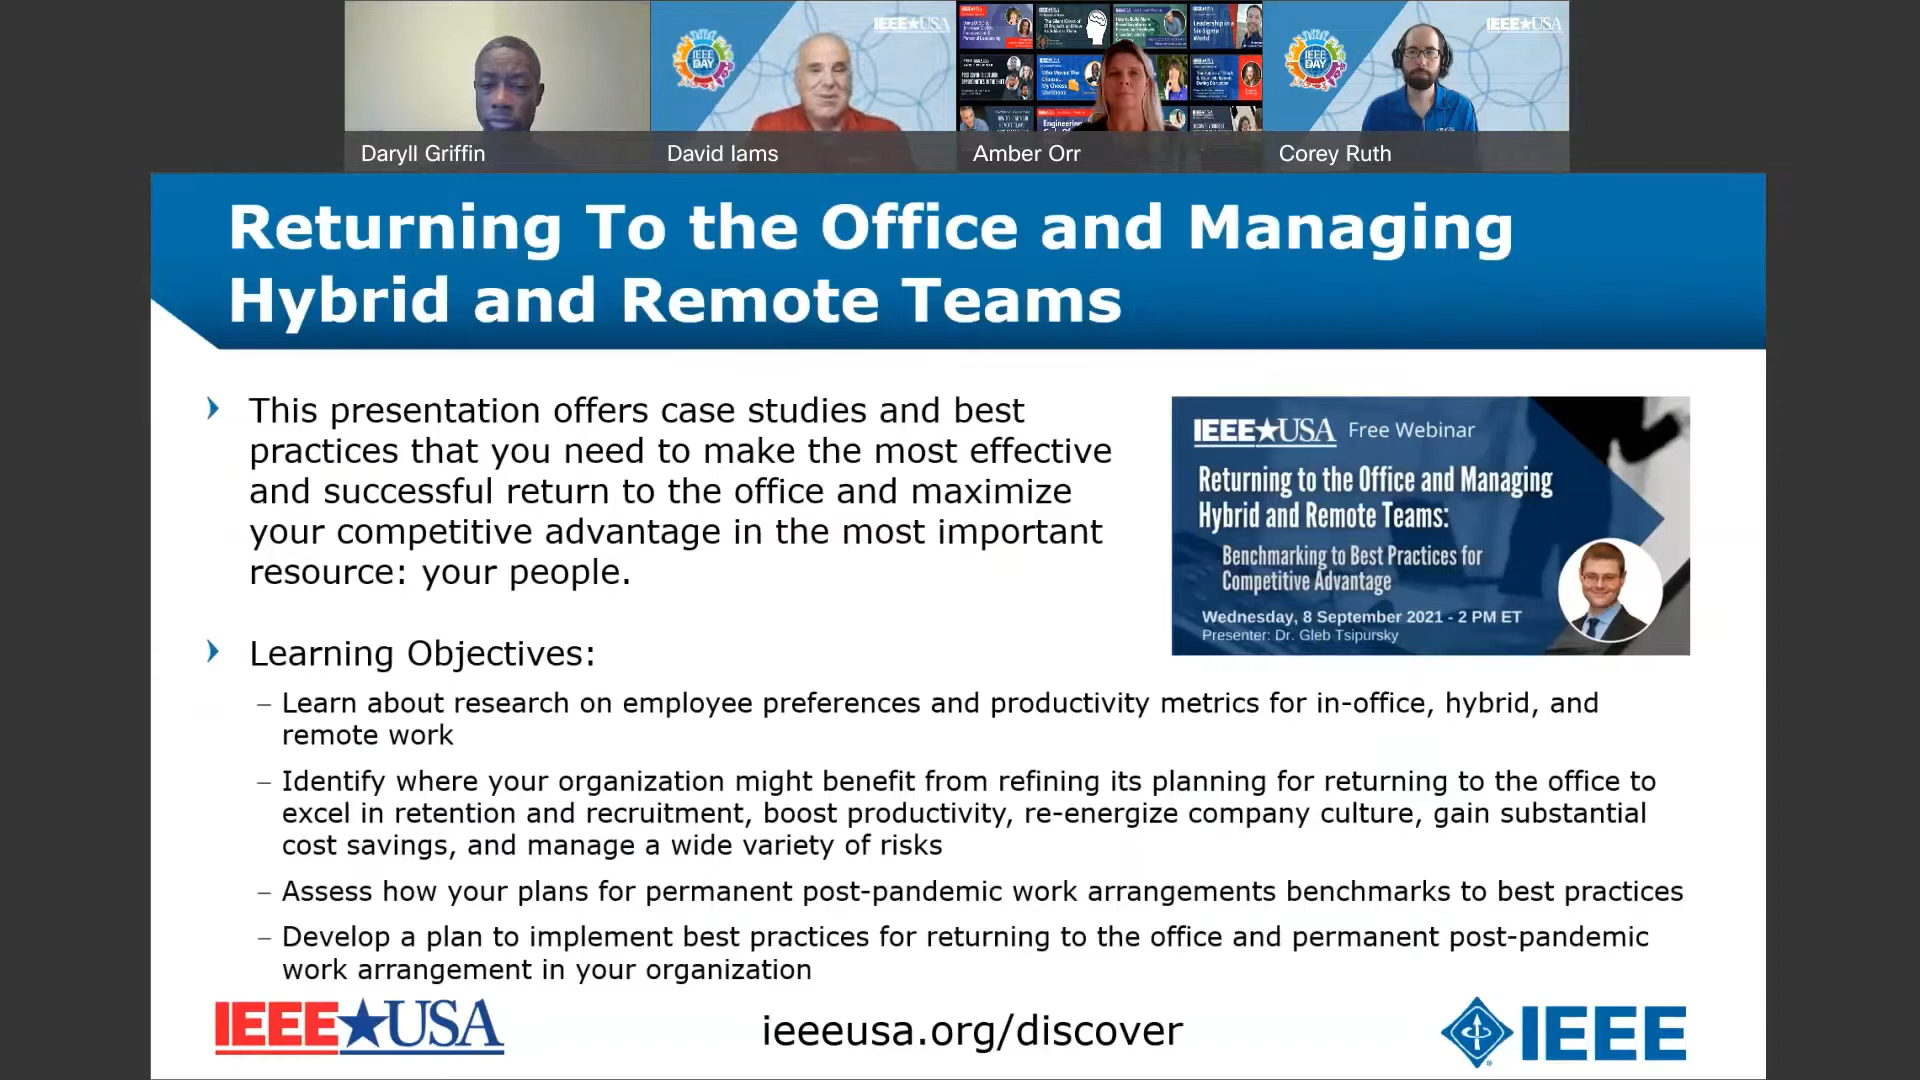 IEEE★USA
IEEE
DAY
IEEE
DAY
IEEE★USA
Daryll Griffin
David Iams
Amber Orr
Corey Ruth
Returning To the Office and Managing
Hybrid and Remote Teams
This presentation offers case studies and best
practices that you need to make the most effective
and successful return to the office and maximize
your competitive advantage in the most important
resource: your people.
IEEE★USA Free Webinar
Returning to the Office and Managing
Hybrid and Remote Teams:
Benchmarking to Best Practices for
Competitive Advantage
Wednesday, 8 September 2021 - 2 PM ET
Presenter: Dr. Gleb Tsipursky
Learning Objectives:
– Learn about research on employee preferences and productivity metrics for in-office, hybrid, and
remote work
– Identify where your organization might benefit from refining its planning for returning to the office to
excel in retention and recruitment, boost productivity, re-energize company culture, gain substantial
cost savings, and manage a wide variety of risks
– Assess how your plans for permanent post-pandemic work arrangements benchmarks to best practices
– Develop a plan to implement best practices for returning to the office and permanent post-pandemic
work arrangement in your organization
IEEE★USA
ieeeusa.org/discover
IEEE